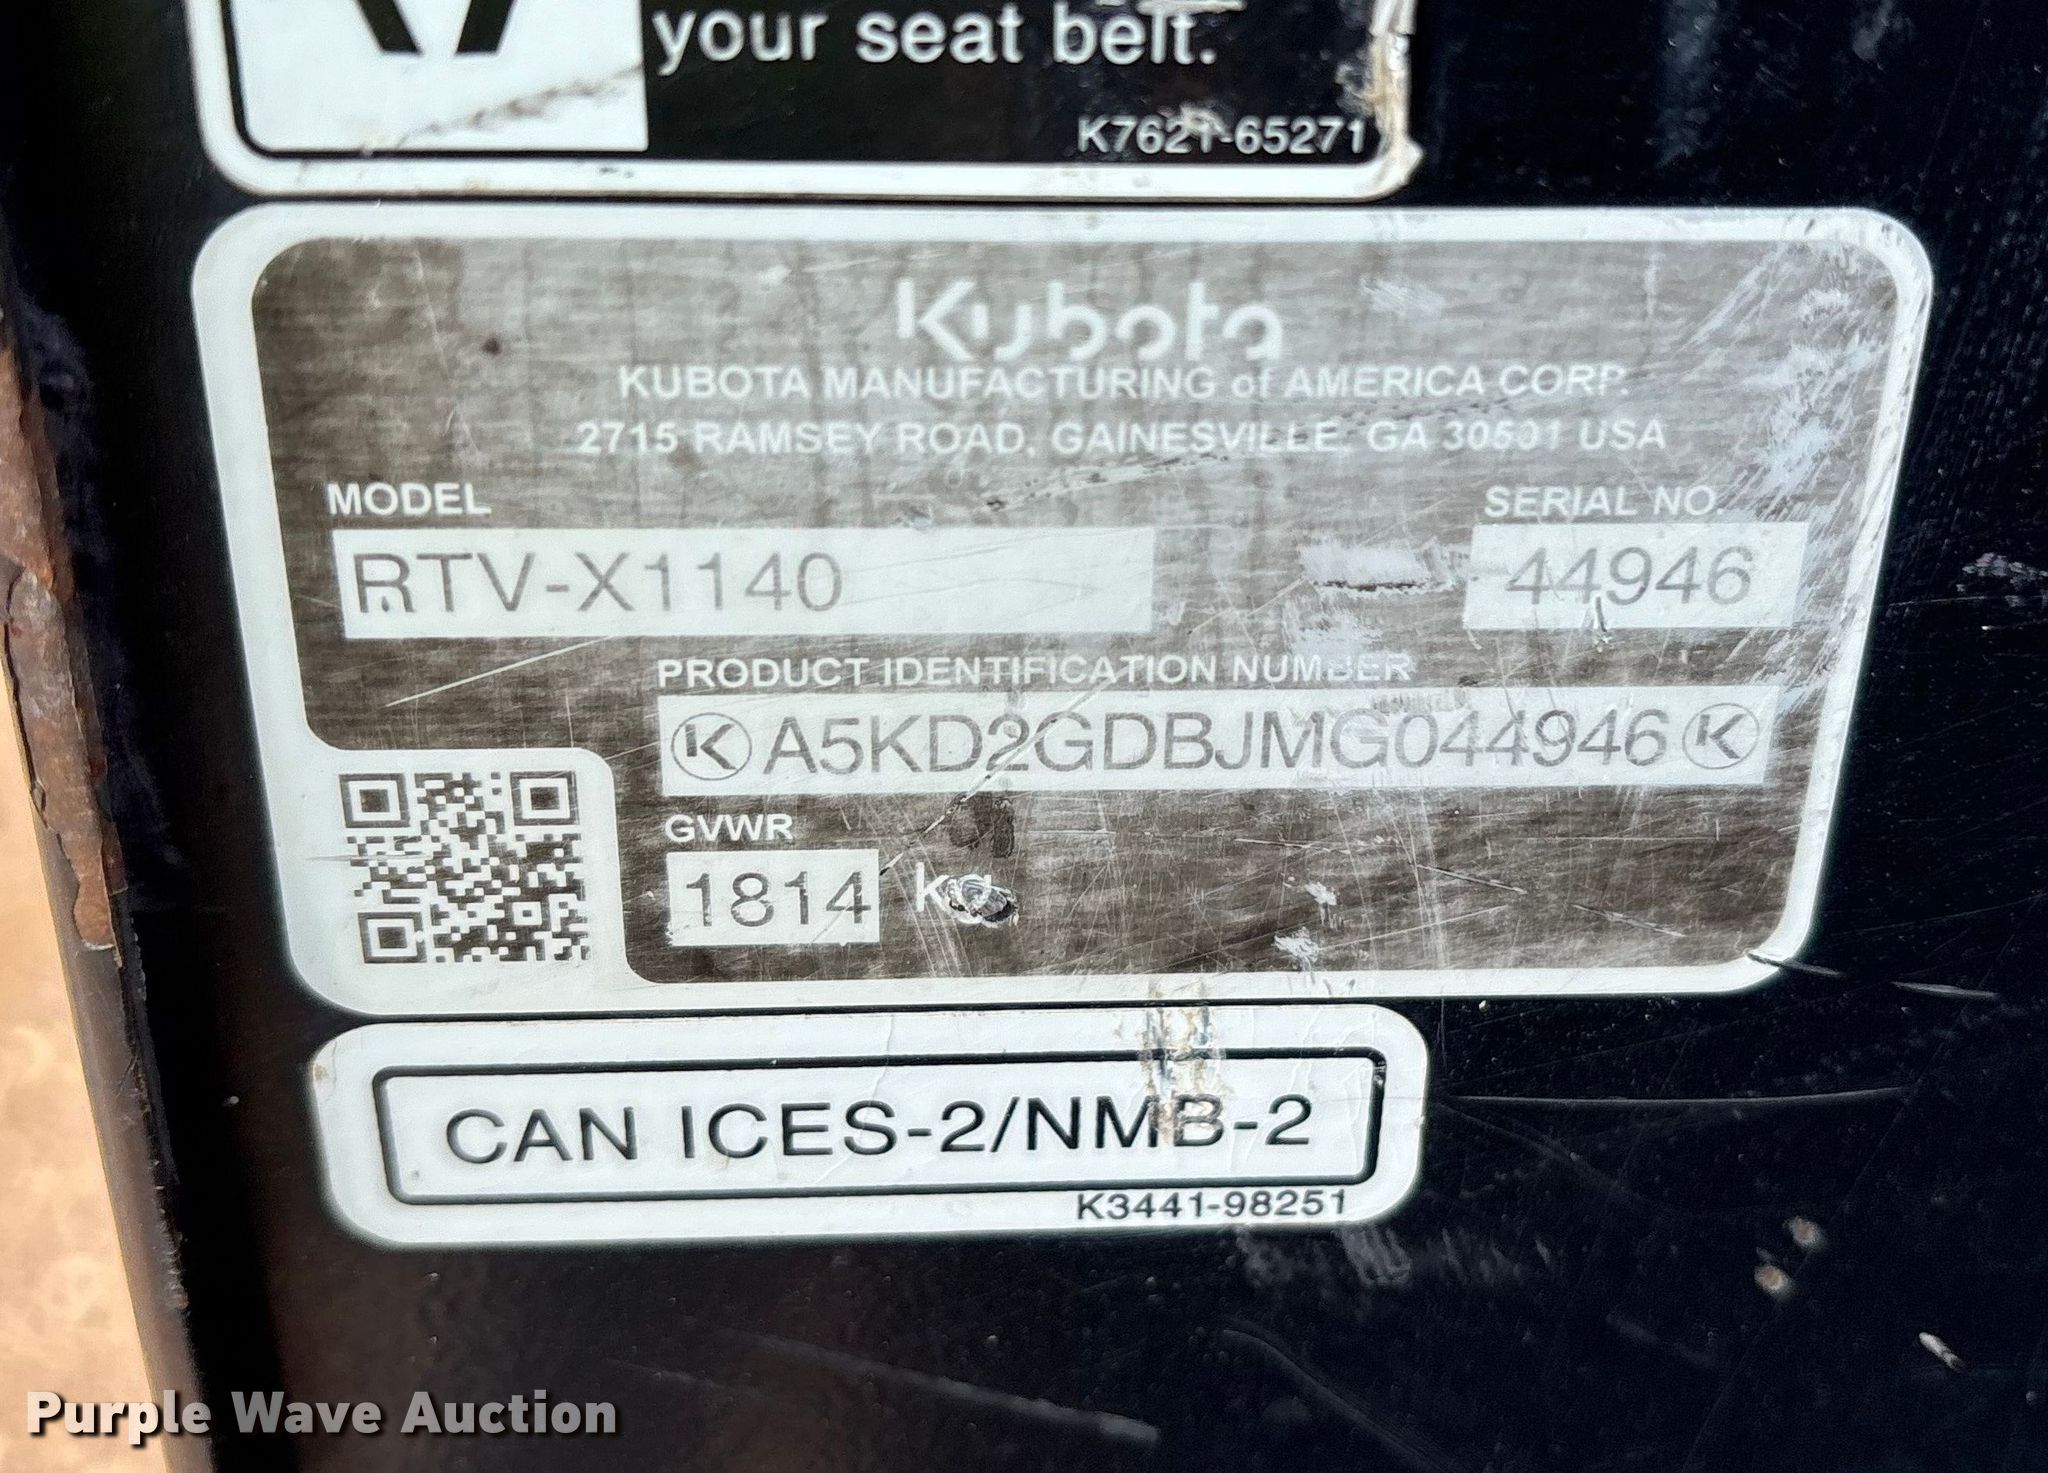 your seat belt.
K7621-65271
Kubota
KUBOTA MANUFACTURING of AMERICA CORP.
2715 RAMSEY ROAD, GAINESVILLE, GA 30501 USA
MODEL
SERIAL NO.
RTV-X1140
44946
PRODUCT IDENTIFICATION NUMBER
A5KD2GDBJMG044946
GVWR
1814
CAN ICES-2/NMB-2
K3441-98251
Purple Wave Auction